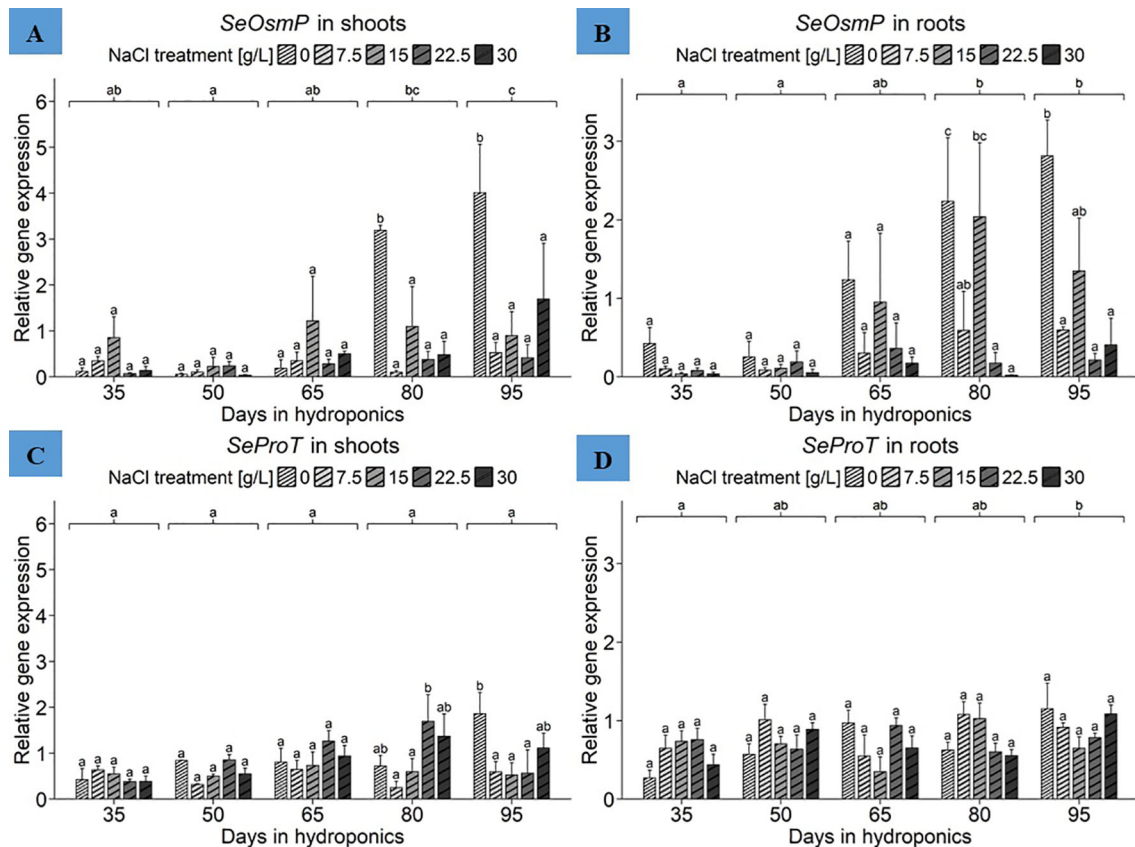 A
SeOsmP in shoots
NaCl treatment [g/L] 0 7.5 15 22.5 30
ab a ab bc c
Relative gene expression
6
5
4
3
2
1
0
a a a a a
a a a a a
a a a a a
b a a a a
b a a a a
35 50 65 80 95
Days in hydroponics
B
SeOsmP in roots
NaCl treatment [g/L] 0 7.5 15 22.5 30
a a ab b b
Relative gene expression
3
2
1
0
a a a a a
a a a a a
a a a a a
c ab bc a a
b a ab a a
35 50 65 80 95
Days in hydroponics
C
SeProT in shoots
NaCl treatment [g/L] 0 7.5 15 22.5 30
a a a a a
Relative gene expression
6
5
4
3
2
1
0
a a a a a
a a a a a
a a a a a
ab a a b ab
b a a a ab
35 50 65 80 95
Days in hydroponics
D
SeProT in roots
NaCl treatment [g/L] 0 7.5 15 22.5 30
a ab ab ab b
Relative gene expression
3
2
1
0
a a a a a
a a a a a
a a a a a
a a a a a
a a a a a
35 50 65 80 95
Days in hydroponics